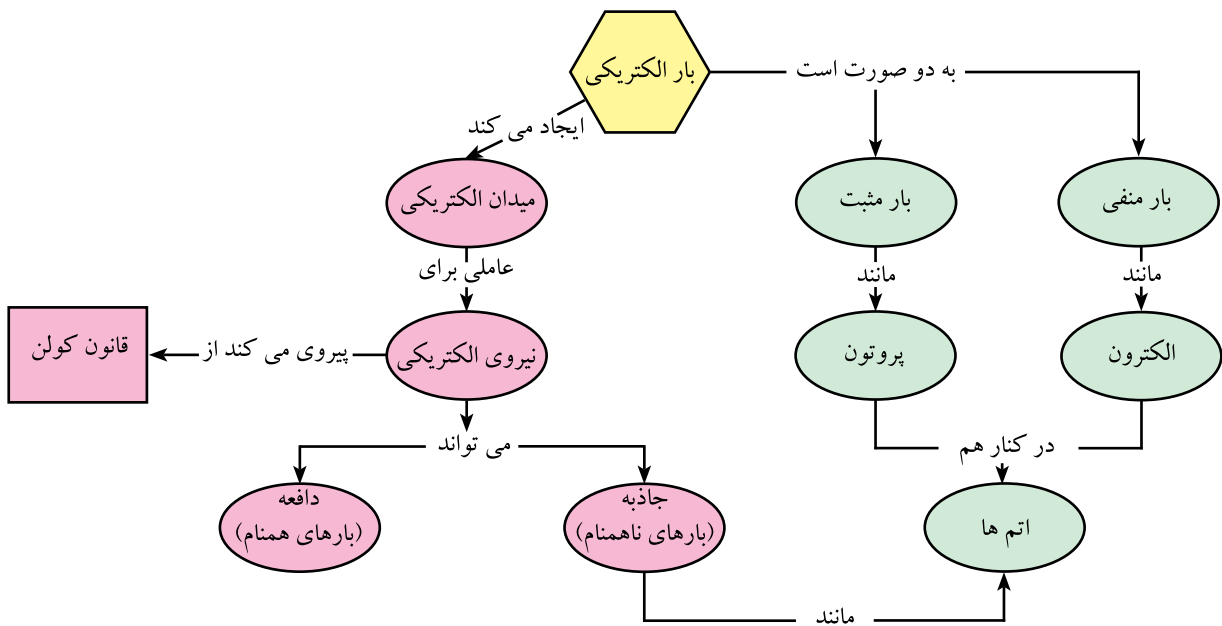 بار الکتریکی
به دو صورت است
ایجاد می کند
میدان الکتریکی
بار مثبت
بار منفی
عاملی برای
مانند
مانند
قانون کولن
پیروی می کند از
نیروی الکتریکی
پروتون
الکترون
می تواند
در کنار هم
دافعه
(بارهای همنام)
جاذبه
(بارهای ناهمنام)
اتم ها
مانند